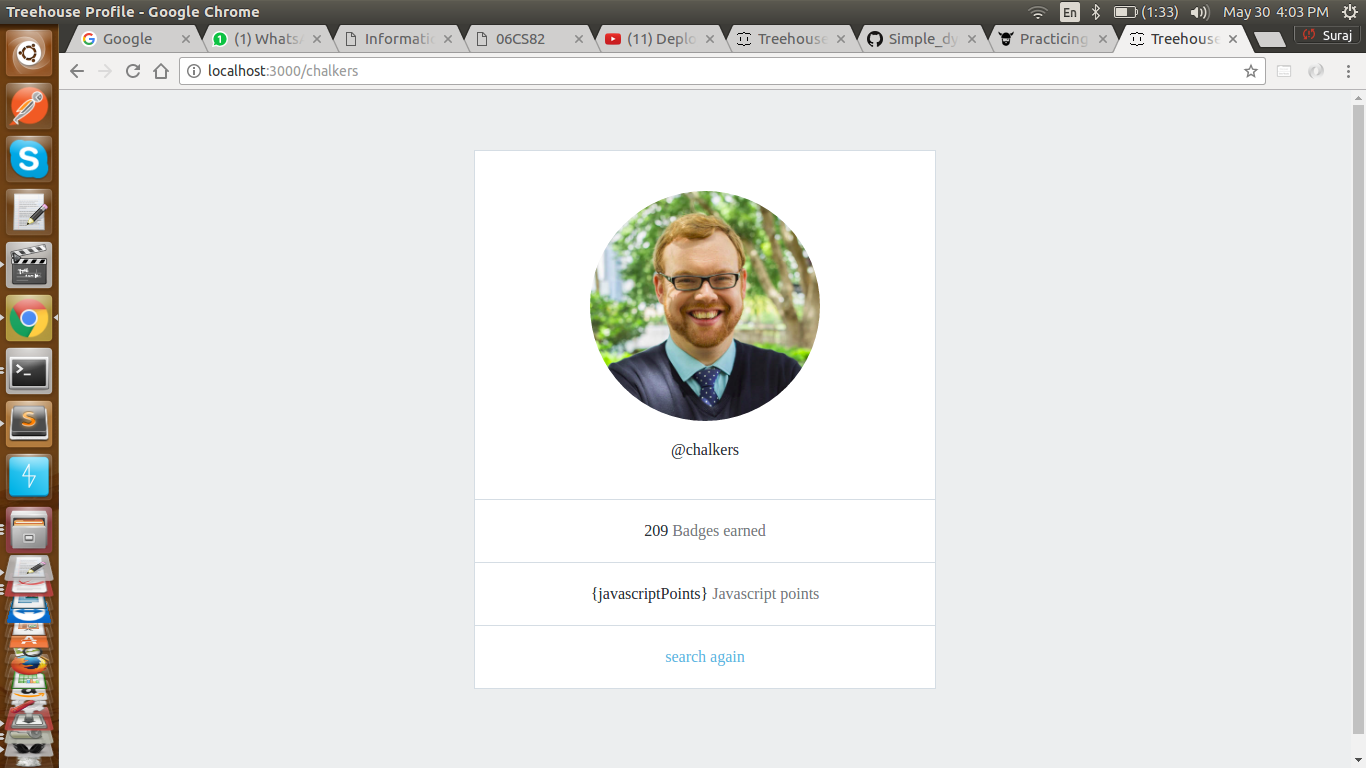 Treehouse Profile - Google Chrome
En
(1:33)
May 30 4:03 PM
Google
(1) Whats
Informatio
06CS82
(11) Deplo
Treehouse
Simple_dy
Practicing
Treehouse
Suraj
localhost:3000/chalkers
@chalkers
209 Badges earned
{javascriptPoints} Javascript points
search again